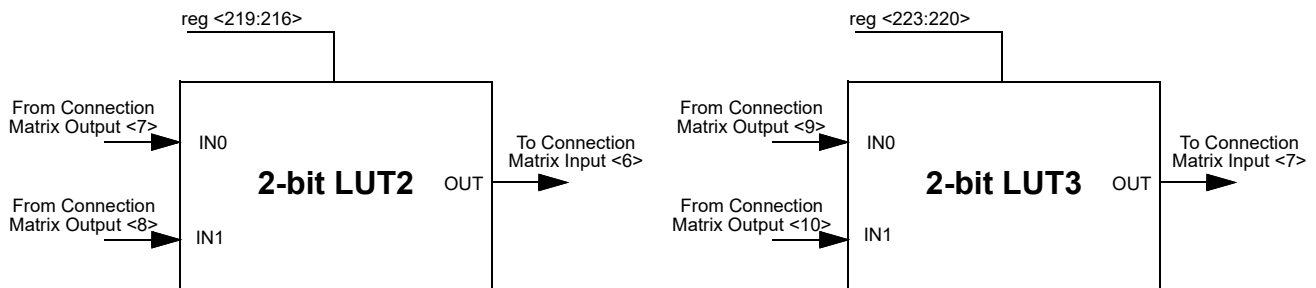 reg <219:216>
From Connection
Matrix Output <7>
IN0
2-bit LUT2
OUT
To Connection
Matrix Input <6>
From Connection
Matrix Output <8>
IN1
reg <223:220>
From Connection
Matrix Output <9>
IN0
2-bit LUT3
OUT
To Connection
Matrix Input <7>
From Connection
Matrix Output <10>
IN1